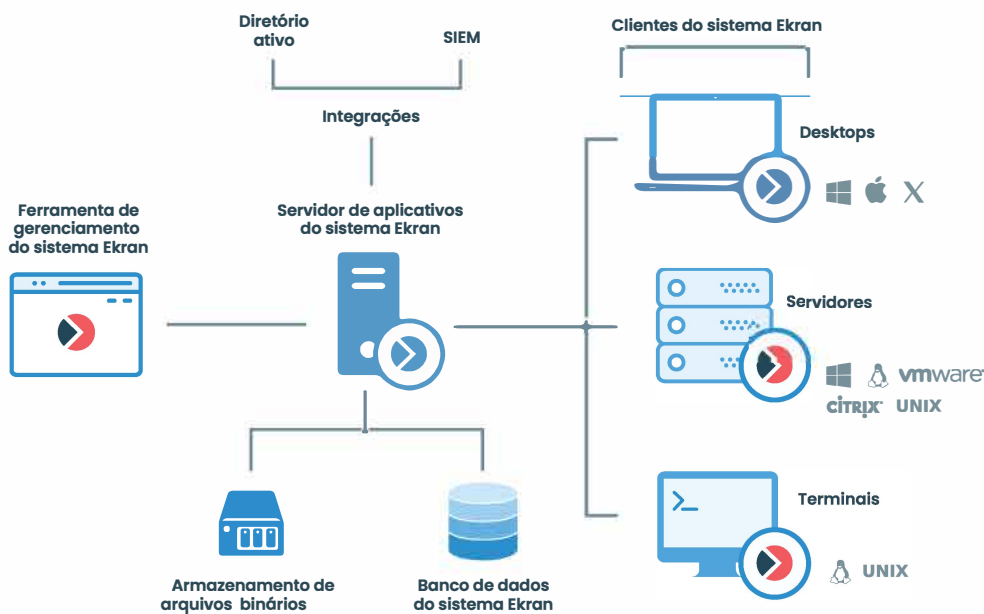 Diretório
ativo
SIEM
Clientes do sistema Ekran
Integrações
Desktops
X
Ferramenta de
gerenciamento
do sistema Ekran
Servidor de aplicativos
do sistema Ekran
Servidores
vmware
CITRIX UNIX
Terminais
>_
UNIX
Armazenamento de
arquivos binários
Banco de dados
do sistema Ekran